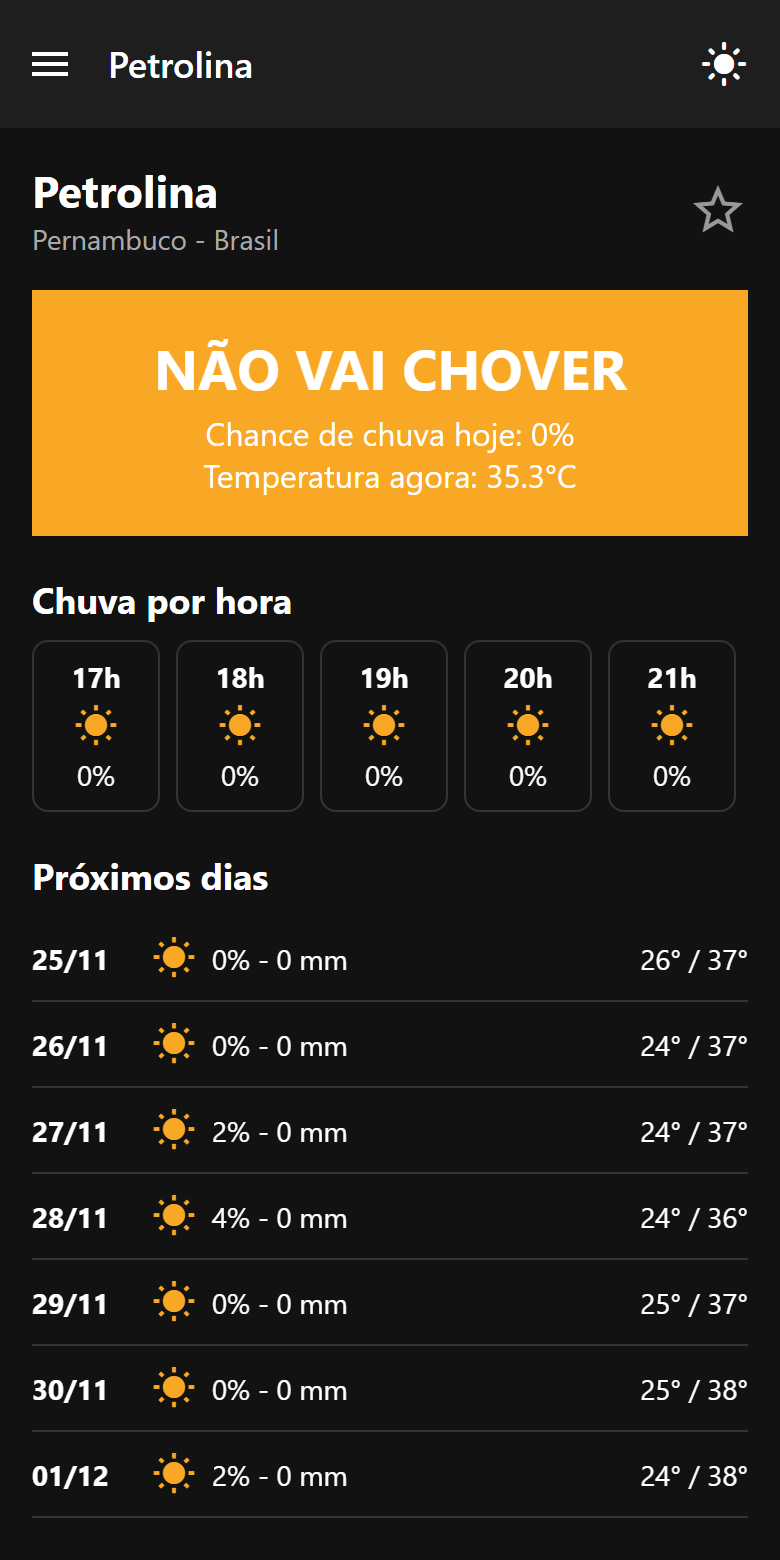 Petrolina
Petrolina
Pernambuco - Brasil
NÃO VAI CHOVER
Chance de chuva hoje: 0%
Temperatura agora: 35.3°C
Chuva por hora
17h 18h 19h 20h 21h
0% 0% 0% 0% 0%
Próximos dias
25/11 0% - 0 mm 26° / 37°
26/11 0% - 0 mm 24° / 37°
27/11 2% - 0 mm 24° / 37°
28/11 4% - 0 mm 24° / 36°
29/11 0% - 0 mm 25° / 37°
30/11 0% - 0 mm 25° / 38°
01/12 2% - 0 mm 24° / 38°